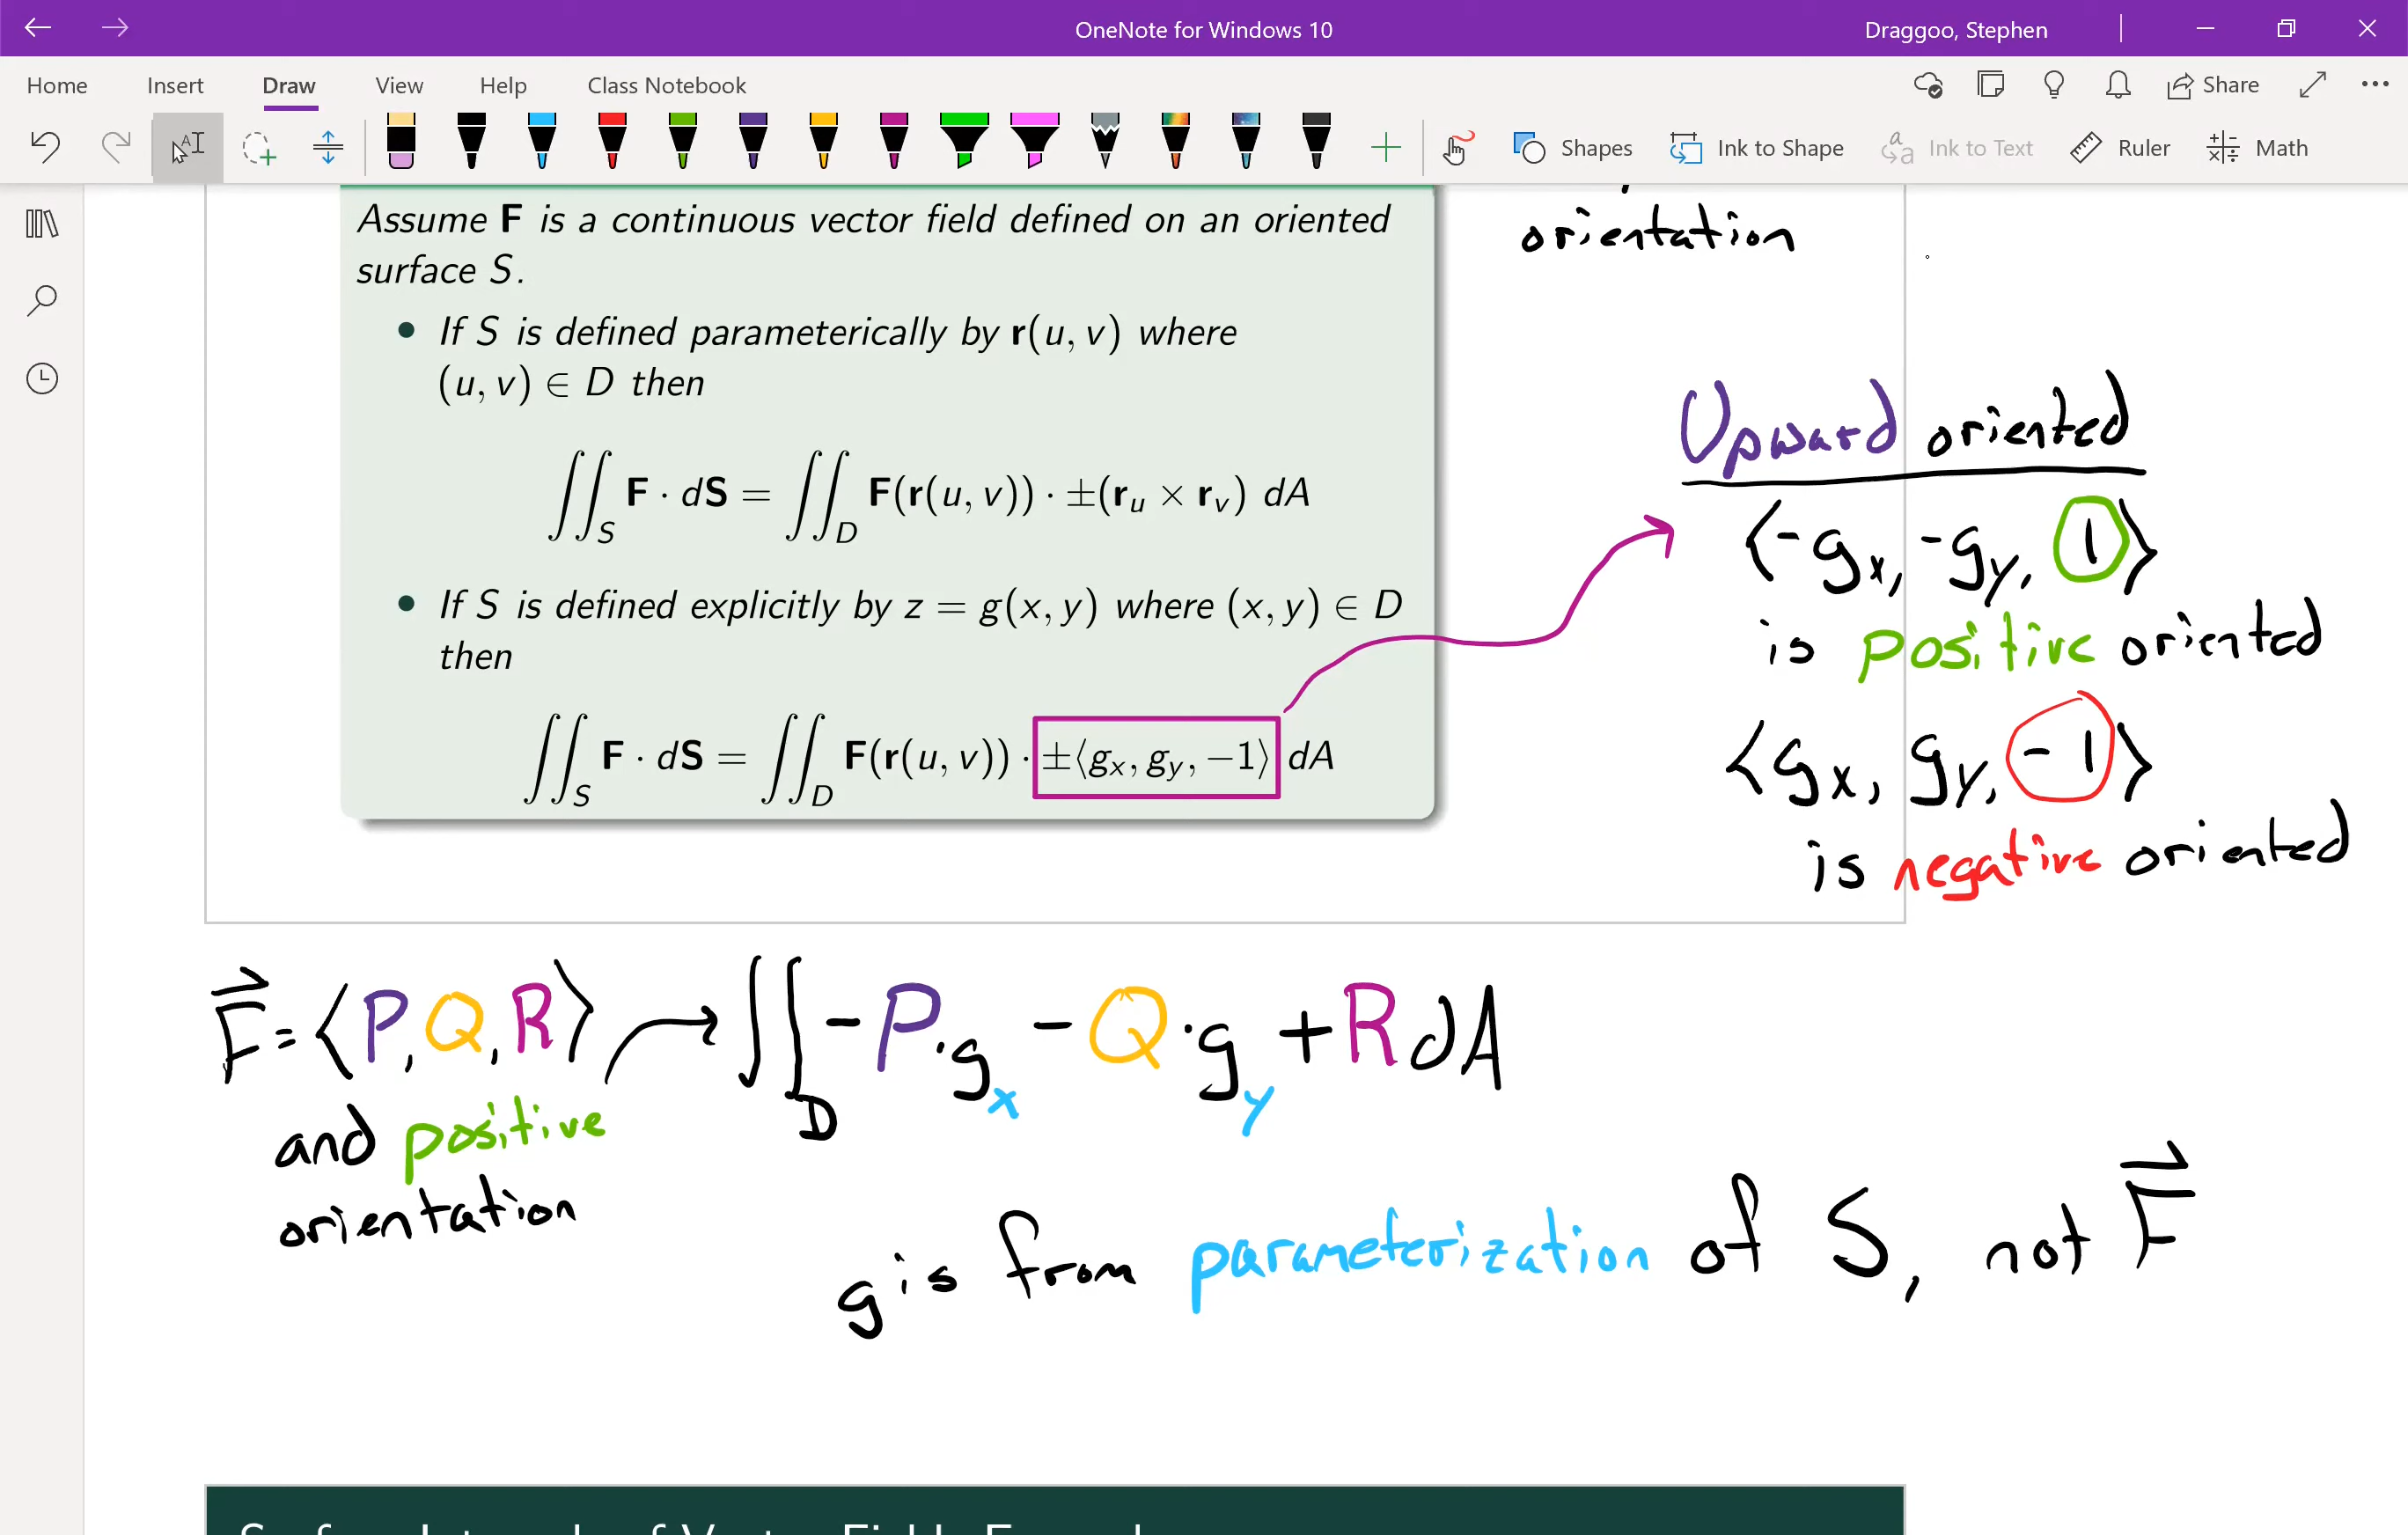 OneNote for Windows 10
Draggoo, Stephen
Home Insert Draw View Help Class Notebook
Share
Shapes Ink to Shape Ink to Text Ruler Math
Assume F is a continuous vector field defined on an oriented
surface S.
orientation
• If S is defined parameterically by r(u, v) where
(u, v) ∈ D then
∬_S F · dS = ∬_D F(r(u, v)) · ±(r_u × r_v) dA
• If S is defined explicitly by z = g(x, y) where (x, y) ∈ D
then
∬_S F · dS = ∬_D F(r(u, v)) · ±⟨g_x, g_y, −1⟩ dA
Upward oriented
⟨-g_x, -g_y, 1⟩
is positive oriented
⟨g_x, g_y, -1⟩
is negative oriented
F⃗ = ⟨P, Q, R⟩ → ∬_D -P·g_x - Q·g_y + R dA
and positive
orientation
g is from parameterization of S, not F⃗